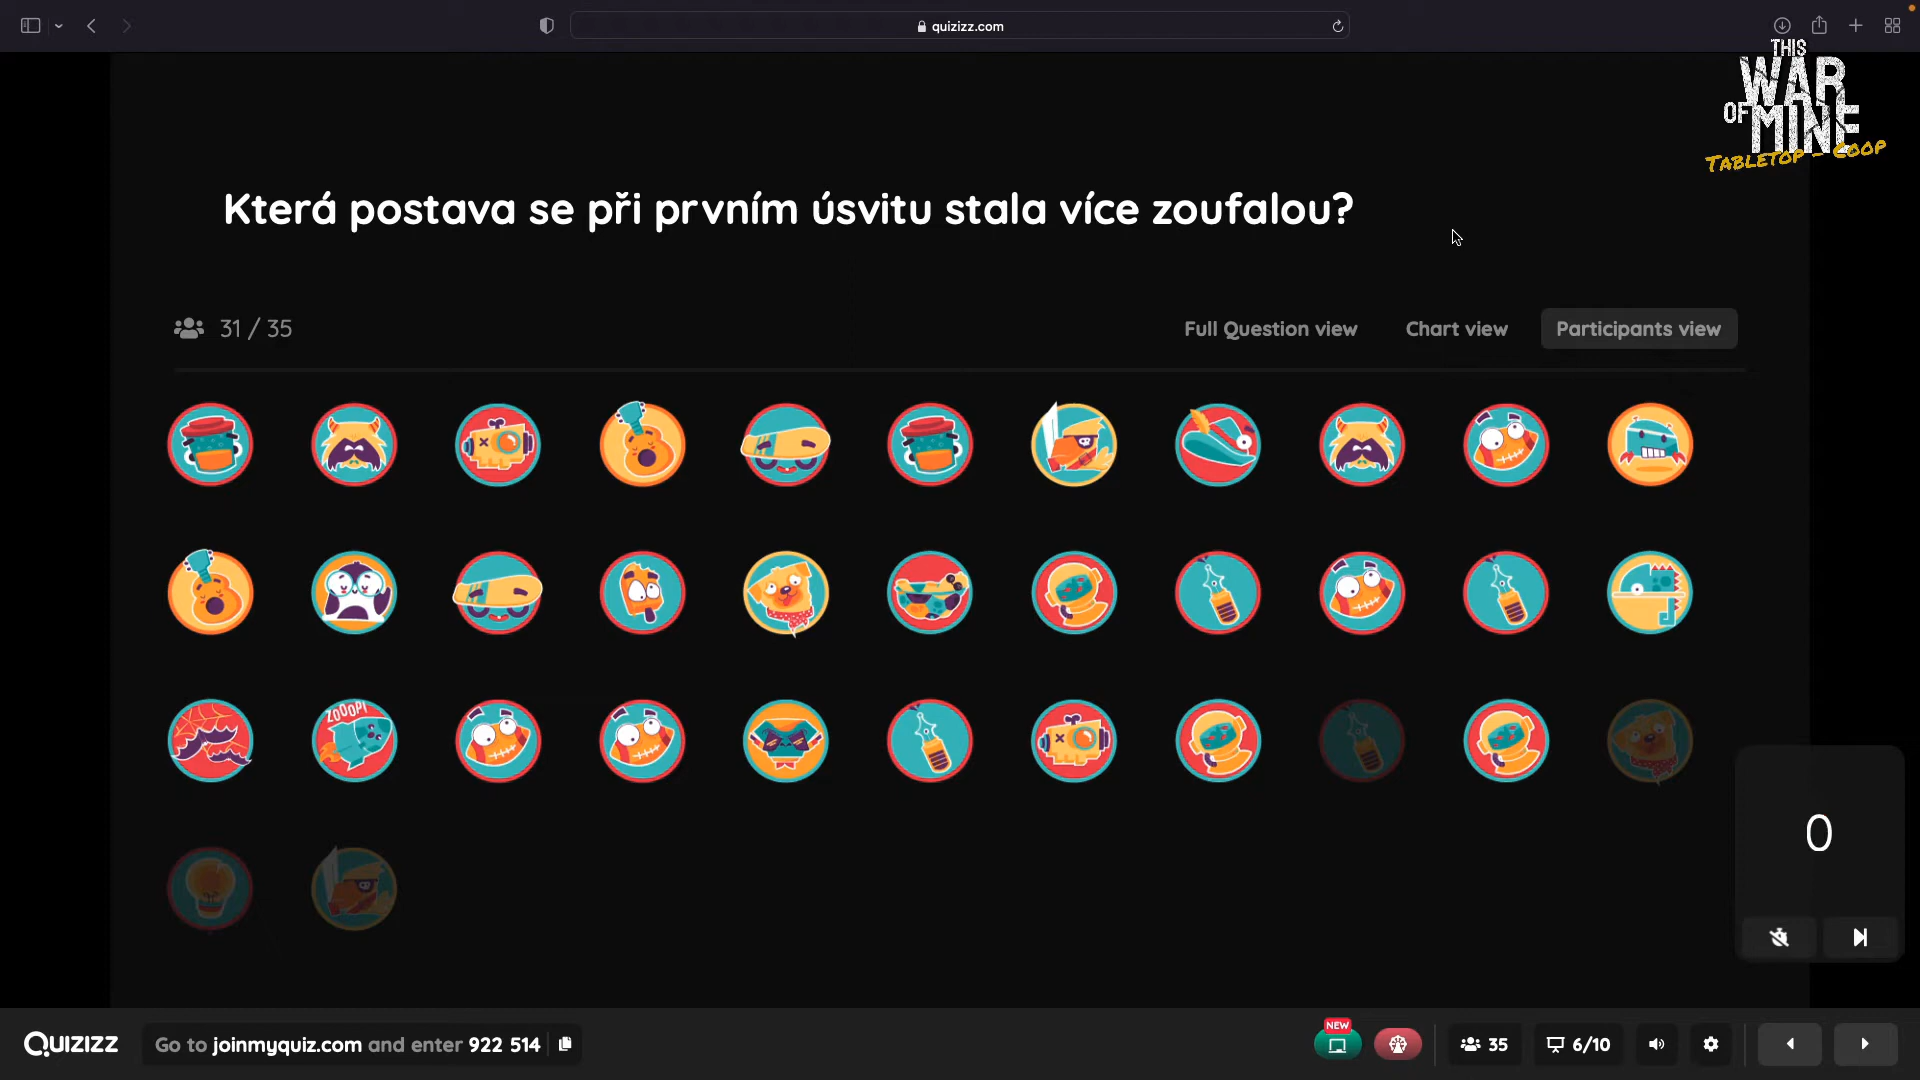 quizizz.com
THIS
WAR
OF MINE
TABLETOP - COOP
Která postava se při prvním úsvitu stala více zoufalou?
31 / 35
Full Question view
Chart view
Participants view
ZOOOP!
0
QUIZIZZ
Go to joinmyquiz.com and enter 922 514
NEW
35
6/10